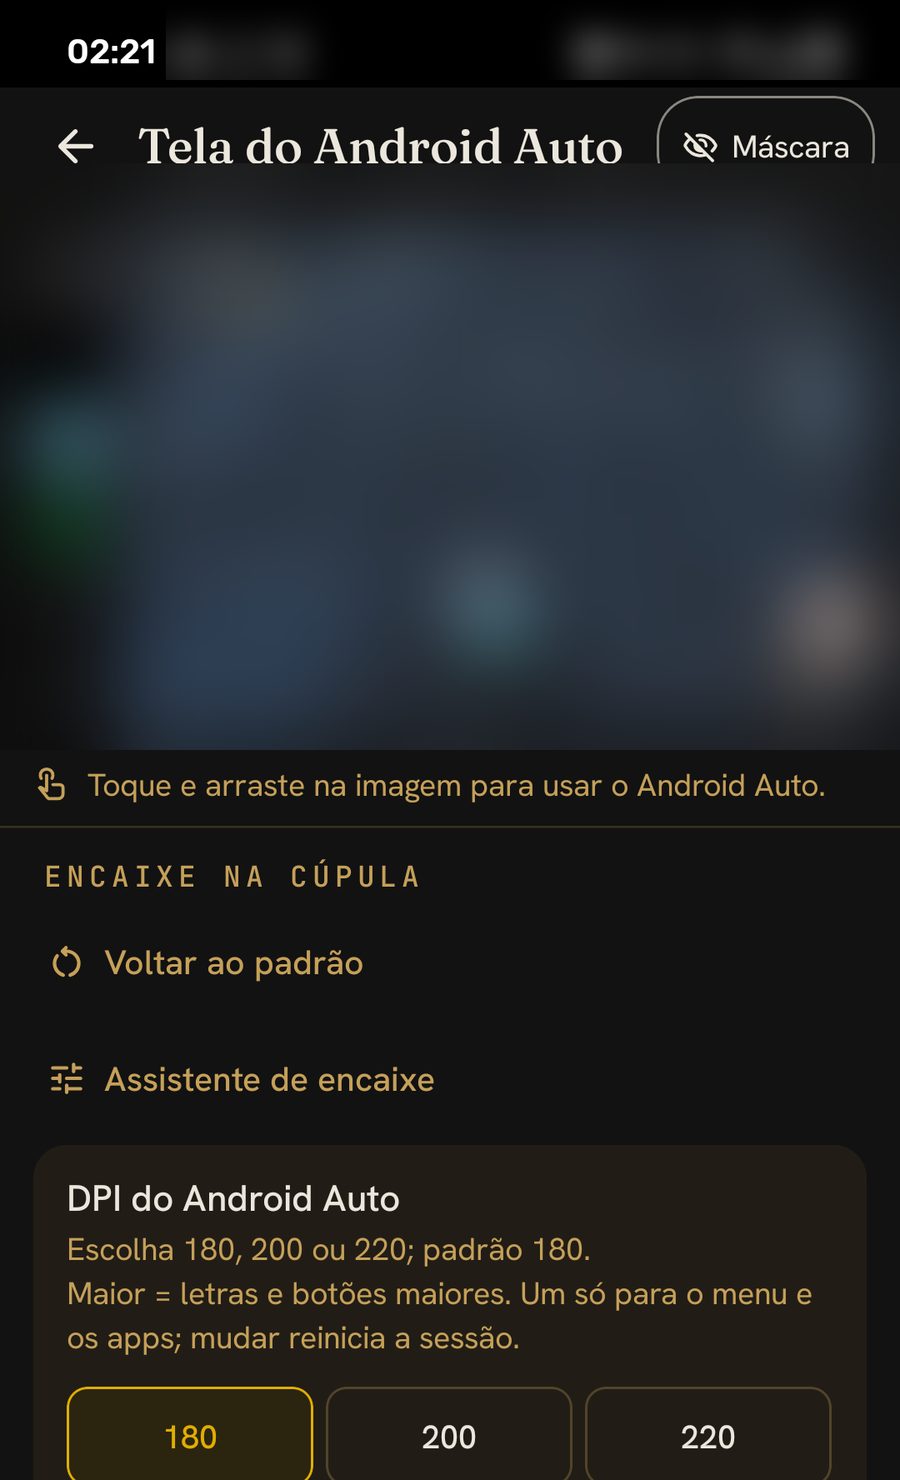 02:21
Tela do Android Auto
Máscara
Toque e arraste na imagem para usar o Android Auto.
ENCAIXE NA CÚPULA
Voltar ao padrão
Assistente de encaixe
DPI do Android Auto
Escolha 180, 200 ou 220; padrão 180.
Maior = letras e botões maiores. Um só para o menu e
os apps; mudar reinicia a sessão.
180
200
220